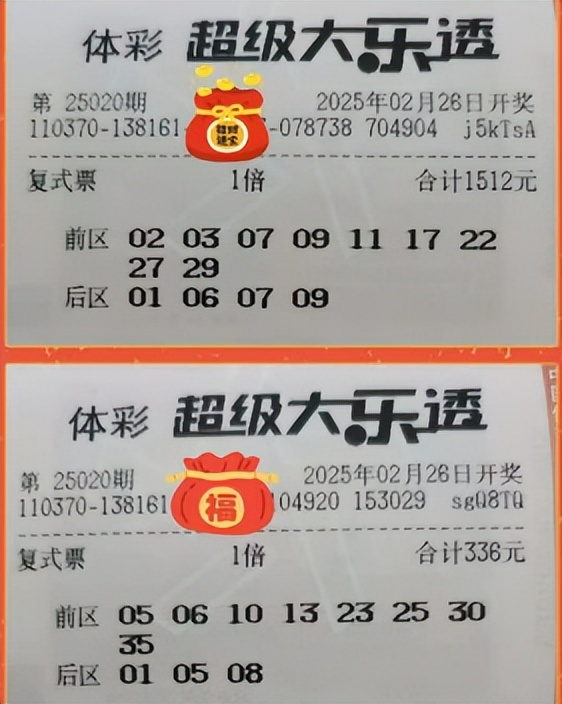 体彩 超级大乐透
第 25020期 2025年02月26日开奖
110370-138161 -078738 704904 j5kTsA
复式票 1倍 合计1512元
前区 02 03 07 09 11 17 22
27 29
后区 01 06 07 09
体彩 超级大乐透
第 25020期 2025年02月26日开奖
110370-138161 104920 153029 sgQ8TQ
福
复式票 1倍 合计336元
前区 05 06 10 13 23 25 30
35
后区 01 05 08